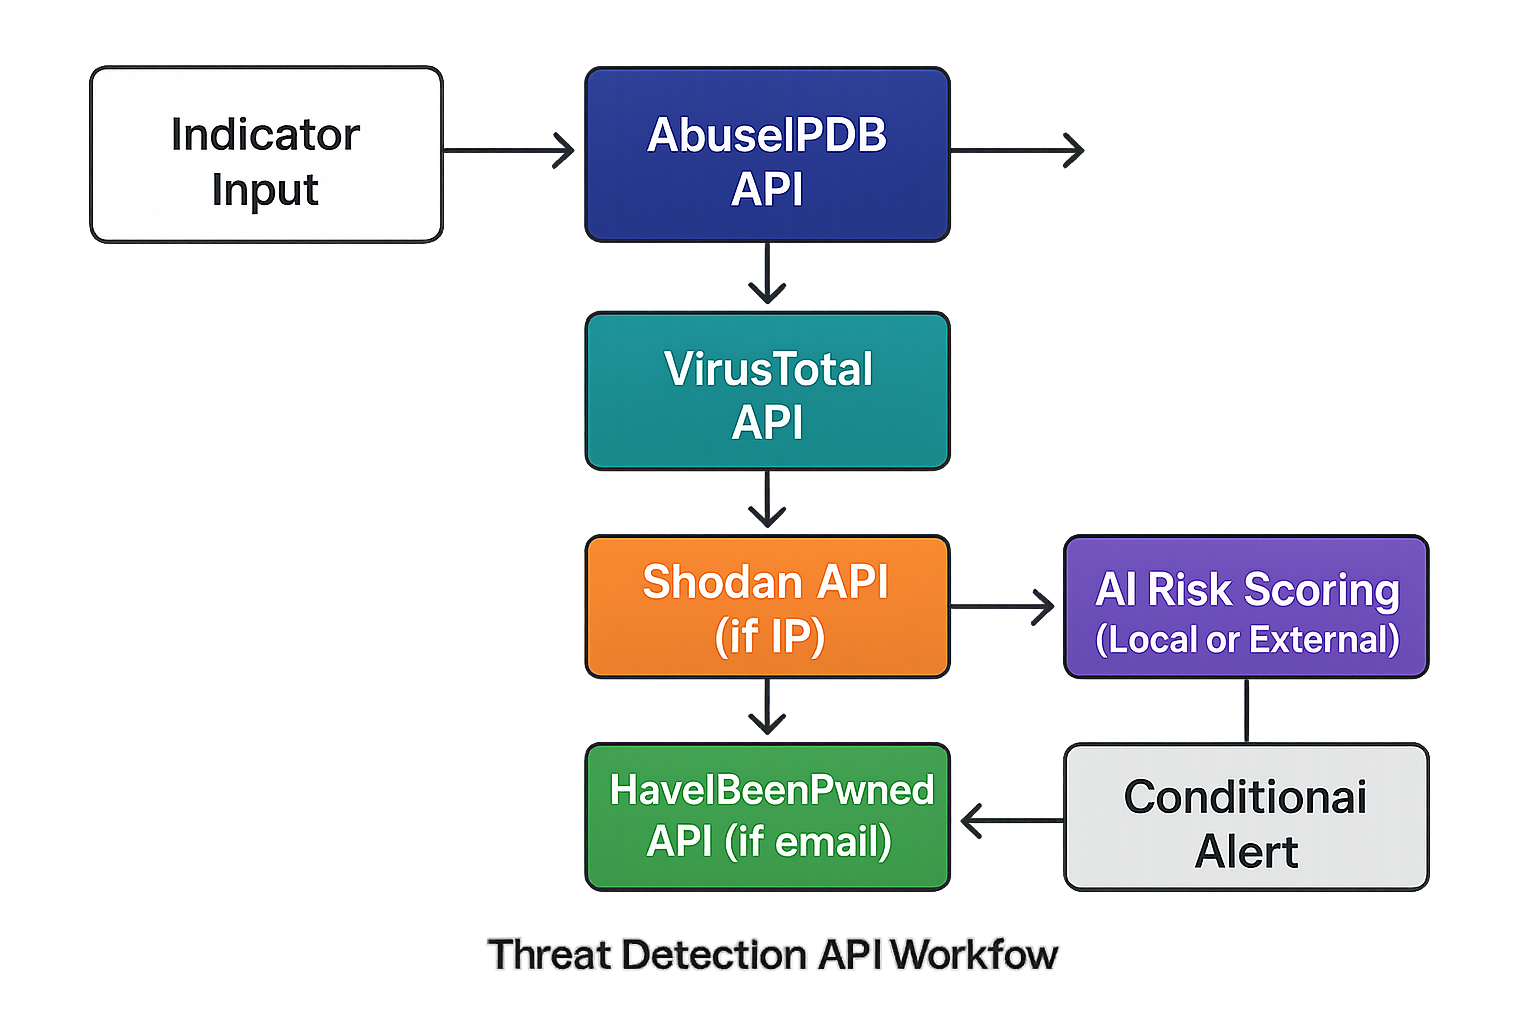 Indicator
Input
AbuseIPDB
API
VirusTotal
API
Shodan API
(if IP)
AI Risk Scoring
(Local or External)
HaveIBeenPwned
API (if email)
Conditionai
Alert
Threat Detection API Workfow